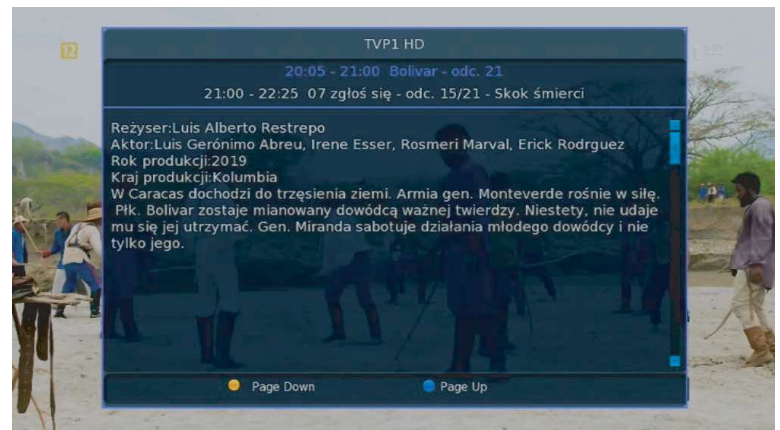 TVP1 HD
12
20:05 - 21:00 Bolivar - odc. 21
21:00 - 22:25 07 zgłoś się - odc. 15/21 - Skok śmierci
Reżyser:Luis Alberto Restrepo
Aktor:Luis Gerónimo Abreu, Irene Esser, Rosmeri Marval, Erick Rodrguez
Rok produkcji:2019
Kraj produkcji:Kolumbia
W Caracas dochodzi do trzęsienia ziemi. Armia gen. Monteverde rośnie w siłę.
Płk. Bolivar zostaje mianowany dowódcą ważnej twierdzy. Niestety, nie udaje
mu się jej utrzymać. Gen. Miranda sabotuje działania młodego dowódcy i nie
tylko jego.
Page Down
Page Up